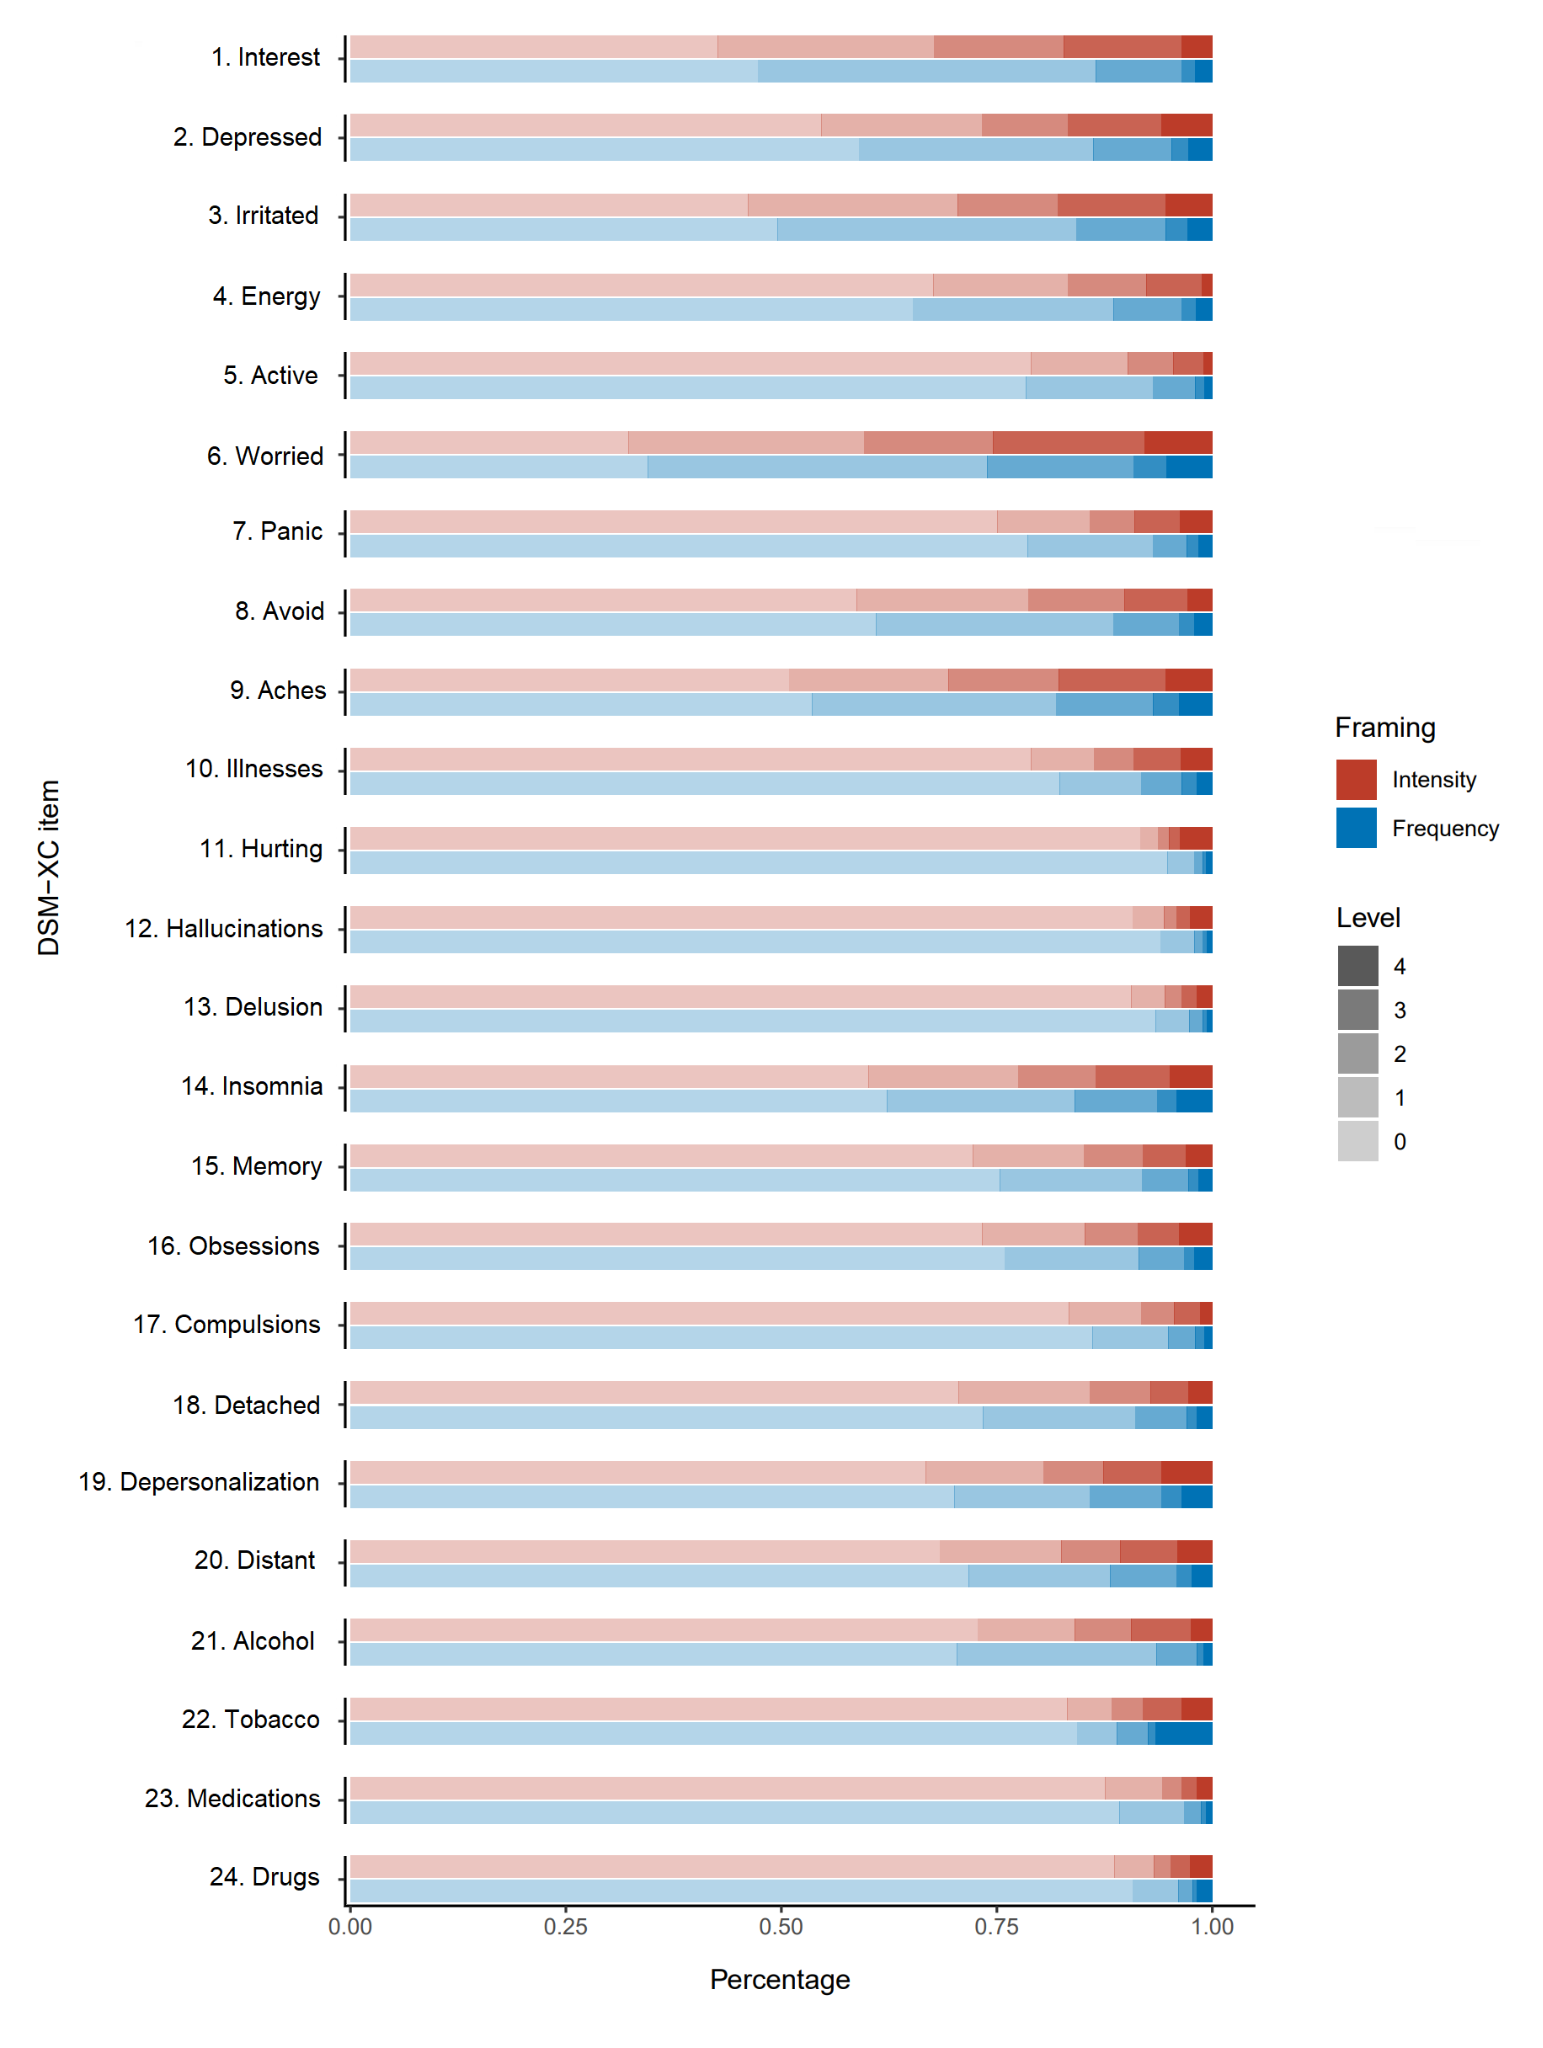 1. Interest
2. Depressed
3. Irritated
4. Energy
5. Active
6. Worried
7. Panic
8. Avoid
9. Aches
10. Illnesses
11. Hurting
12. Hallucinations
13. Delusion
14. Insomnia
15. Memory
16. Obsessions
17. Compulsions
18. Detached
19. Depersonalization
20. Distant
21. Alcohol
22. Tobacco
23. Medications
24. Drugs
DSM−XC item
0.00 0.25 0.50 0.75 1.00
Percentage
Framing
Intensity
Frequency
Level
4
3
2
1
0